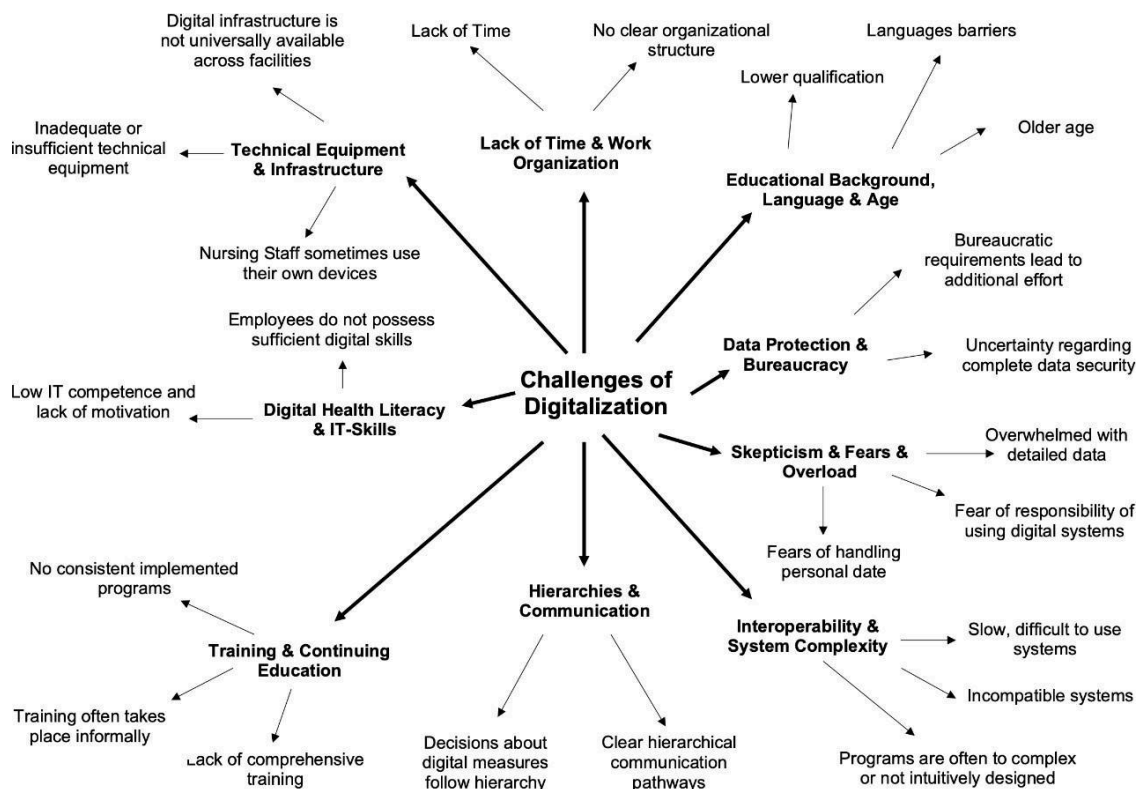 Digital infrastructure is
not universally available
across facilities
Lack of Time
No clear organizational
structure
Languages barriers
Lower qualification
Older age
Inadequate or
insufficient technical
equipment
Technical Equipment
& Infrastructure
Lack of Time & Work
Organization
Educational Background,
Language & Age
Nursing Staff sometimes use
their own devices
Bureaucratic
requirements lead to
additional effort
Employees do not possess
sufficient digital skills
Data Protection &
Bureaucracy
Uncertainty regarding
complete data security
Challenges of
Digitalization
Low IT competence and
lack of motivation
Digital Health Literacy
& IT-Skills
Skepticism & Fears &
Overload
Overwhelmed with
detailed data
Fear of responsibility of
using digital systems
Fears of handling
personal date
No consistent implemented
programs
Hierarchies &
Communication
Interoperability &
System Complexity
Slow, difficult to use
systems
Training & Continuing
Education
Incompatible systems
Training often takes
place informally
Lack of comprehensive
training
Decisions about
digital measures
follow hierarchy
Clear hierarchical
communication
pathways
Programs are often to complex
or not intuitively designed